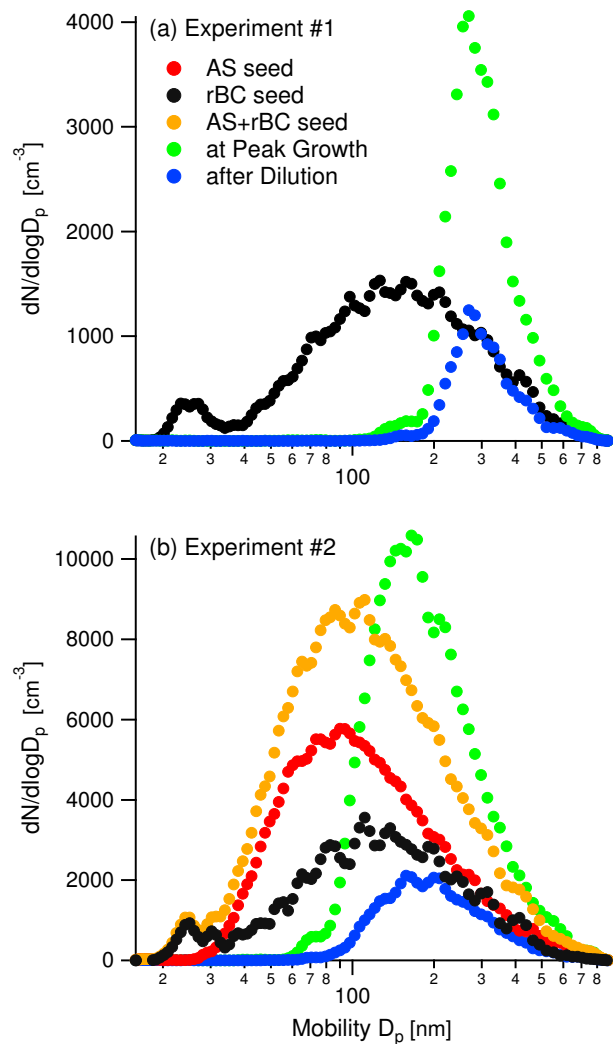 (a) Experiment #1
AS seed
rBC seed
AS+rBC seed
at Peak Growth
after Dilution
dN/dlogDp [cm-3]
4000
3000
2000
1000
0
2 3 4 5 6 7 8 100 2 3 4 5 6 7 8
(b) Experiment #2
dN/dlogDp [cm-3]
10000
8000
6000
4000
2000
0
2 3 4 5 6 7 8 100 2 3 4 5 6 7 8
Mobility Dp [nm]